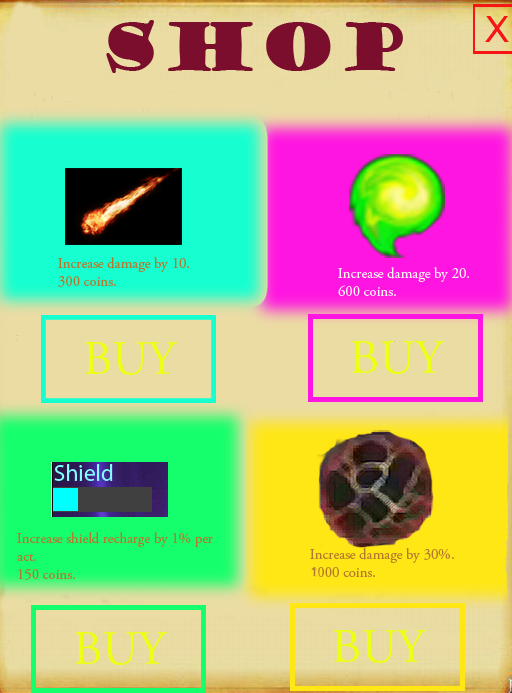 SHOP
X
Increase damage by 10.
300 coins.
Increase damage by 20.
600 coins.
BUY
BUY
Shield
Increase shield recharge by 1% per
act.
150 coins.
Increase damage by 30%.
1000 coins.
BUY
BUY